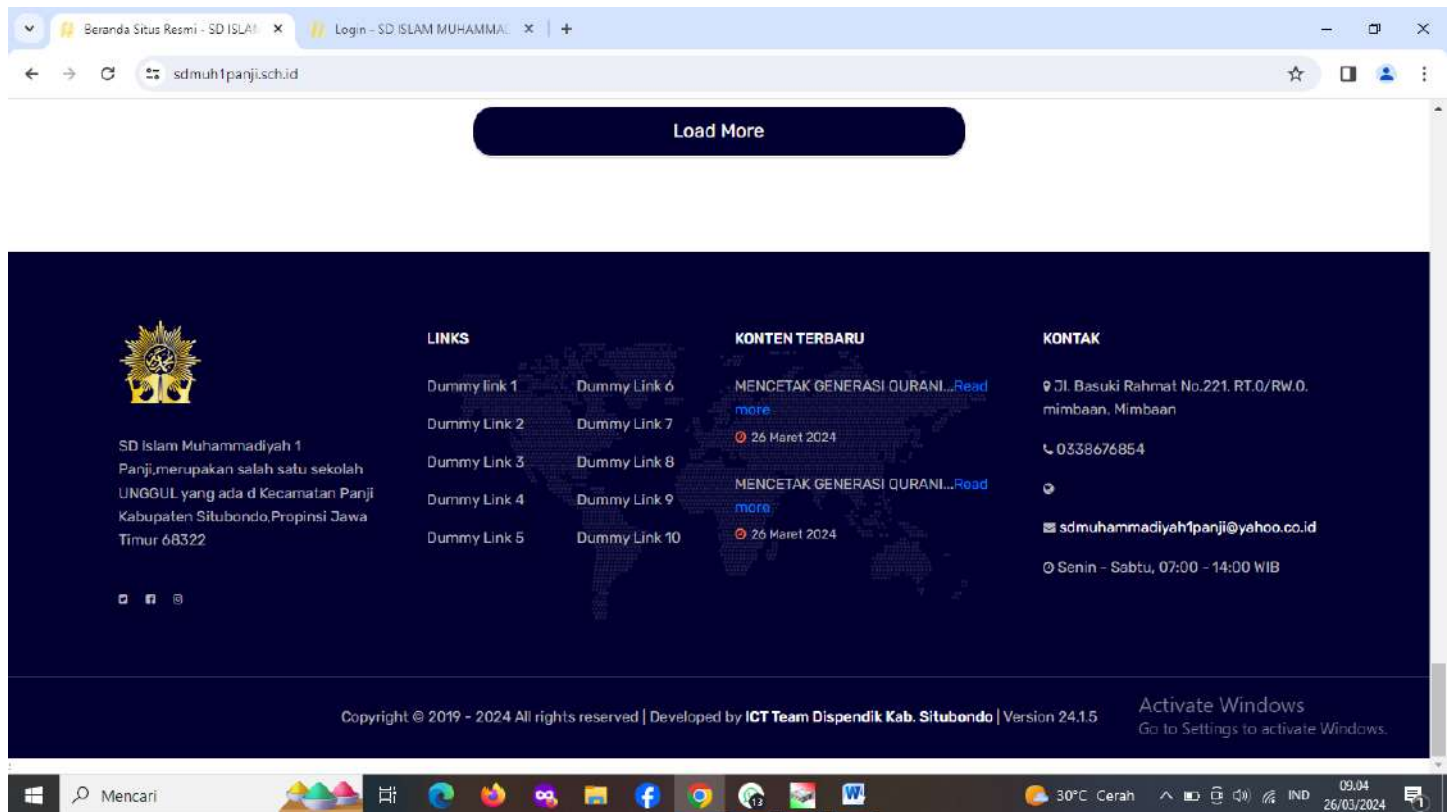 Beranda Situs Resmi - SD ISLA
Login - SD ISLAM MUHAMMA
sdmuh1panji.sch.id
Load More
SD Islam Muhammadiyah 1
Panji,merupakan salah satu sekolah
UNGGUL yang ada d Kecamatan Panji
Kabupaten Situbondo,Propinsi Jawa
Timur 68322
LINKS
Dummy link 1
Dummy Link 2
Dummy Link 3
Dummy Link 4
Dummy Link 5
Dummy Link 6
Dummy Link 7
Dummy Link 8
Dummy Link 9
Dummy Link 10
KONTEN TERBARU
MENCETAK GENERASI QURANI...Read
more
26 Maret 2024
MENCETAK GENERASI QURANI...Read
more
26 Maret 2024
KONTAK
Jl. Basuki Rahmat No.221. RT.0/RW.0.
mimbaan, Mimbaan
0338676854
sdmuhammadiyah1panji@yahoo.co.id
Senin - Sabtu, 07:00 - 14:00 WIB
Copyright © 2019 - 2024 All rights reserved | Developed by ICT Team Dispendik Kab. Situbondo | Version 24.1.5
Activate Windows
Go to Settings to activate Windows.
Mencari
13
30°C Cerah
IND
09.04
26/03/2024
1